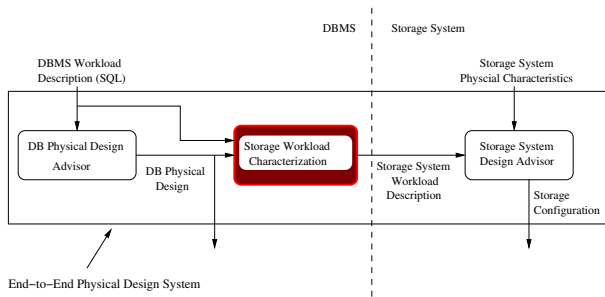 DBMS
Storage System
DBMS Workload
Description (SQL)
Storage System
Physcial Characteristics
DB Physical Design
Advisor
Storage Workload
Characterization
Storage System
Design Advisor
DB Physical
Design
Storage System
Workload
Description
Storage
Configuration
End−to−End Physical Design System